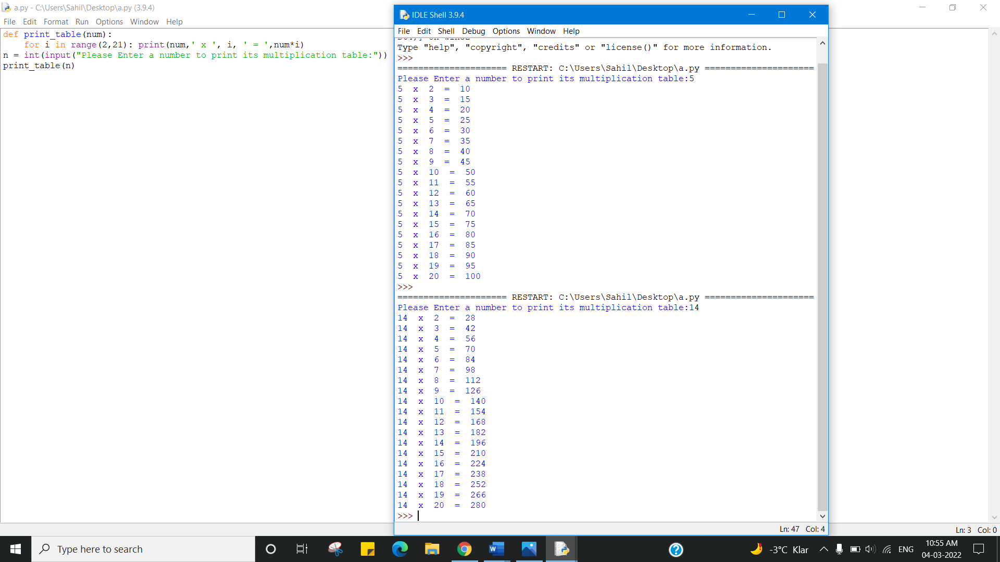 a.py - C:\Users\Sahil\Desktop\a.py (3.9.4)
File Edit Format Run Options Window Help
def print_table(num):
    for i in range(2,21): print(num,' x ', i, ' = ',num*i)
n = int(input("Please Enter a number to print its multiplication table:"))
print_table(n)
IDLE Shell 3.9.4
File Edit Shell Debug Options Window Help
Type "help", "copyright", "credits" or "license()" for more information.
>>>
===================== RESTART: C:\Users\Sahil\Desktop\a.py =====================
Please Enter a number to print its multiplication table:5
5  x  2  =  10
5  x  3  =  15
5  x  4  =  20
5  x  5  =  25
5  x  6  =  30
5  x  7  =  35
5  x  8  =  40
5  x  9  =  45
5  x  10  =  50
5  x  11  =  55
5  x  12  =  60
5  x  13  =  65
5  x  14  =  70
5  x  15  =  75
5  x  16  =  80
5  x  17  =  85
5  x  18  =  90
5  x  19  =  95
5  x  20  =  100
>>>
===================== RESTART: C:\Users\Sahil\Desktop\a.py =====================
Please Enter a number to print its multiplication table:14
14  x  2  =  28
14  x  3  =  42
14  x  4  =  56
14  x  5  =  70
14  x  6  =  84
14  x  7  =  98
14  x  8  =  112
14  x  9  =  126
14  x  10  =  140
14  x  11  =  154
14  x  12  =  168
14  x  13  =  182
14  x  14  =  196
14  x  15  =  210
14  x  16  =  224
14  x  17  =  238
14  x  18  =  252
14  x  19  =  266
14  x  20  =  280
>>>
Ln: 47 Col: 4
Ln: 3 Col: 0
Type here to search
-3°C Klar
ENG
10:55 AM
04-03-2022